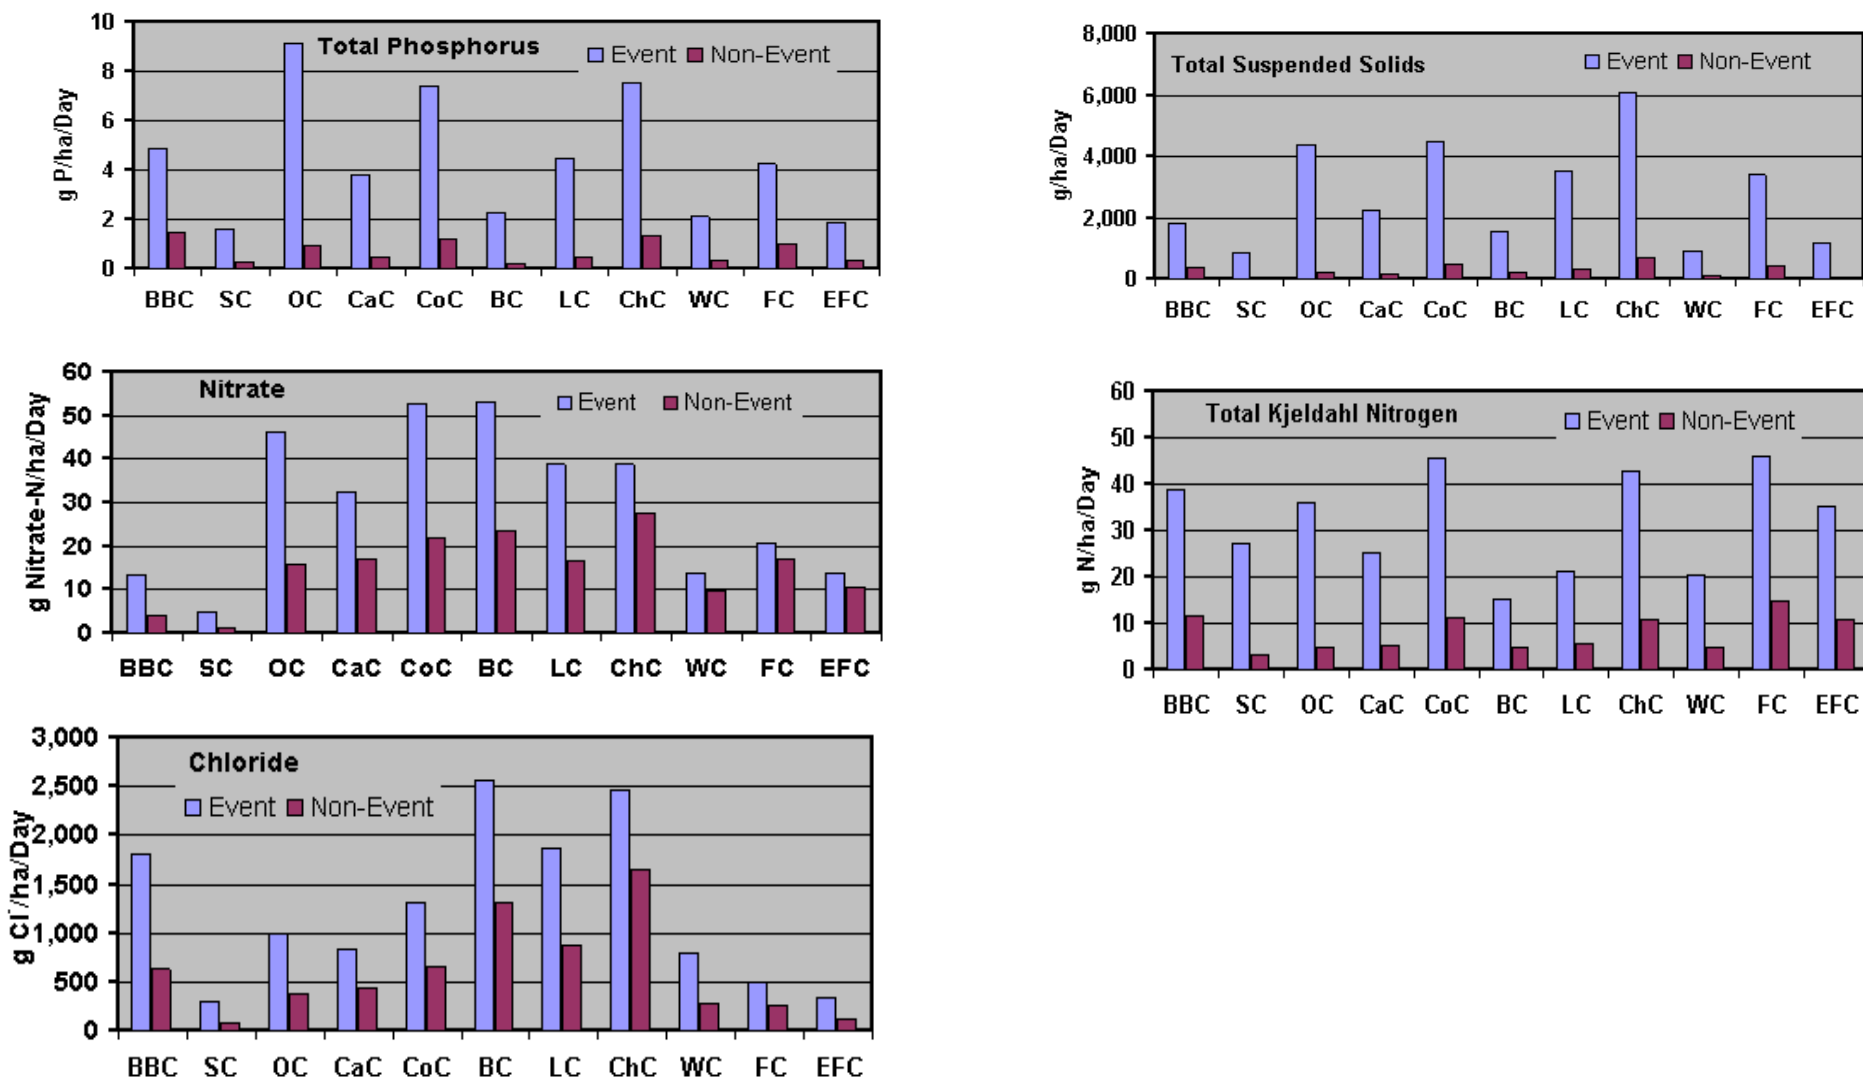 Total Phosphorus
Event Non-Event
g P/ha/Day
10
8
6
4
2
0
BBC SC OC CaC CoC BC LC ChC WC FC EFC
Total Suspended Solids
Event Non-Event
g/ha/Day
8,000
6,000
4,000
2,000
0
BBC SC OC CaC CoC BC LC ChC WC FC EFC
Nitrate
Event Non-Event
g Nitrate-N/ha/Day
60
50
40
30
20
10
0
BBC SC OC CaC CoC BC LC ChC WC FC EFC
Total Kjeldahl Nitrogen
Event Non-Event
g N/ha/Day
60
50
40
30
20
10
0
BBC SC OC CaC CoC BC LC ChC WC FC EFC
Chloride
Event Non-Event
g Cl⁻/ha/Day
3,000
2,500
2,000
1,500
1,000
500
0
BBC SC OC CaC CoC BC LC ChC WC FC EFC